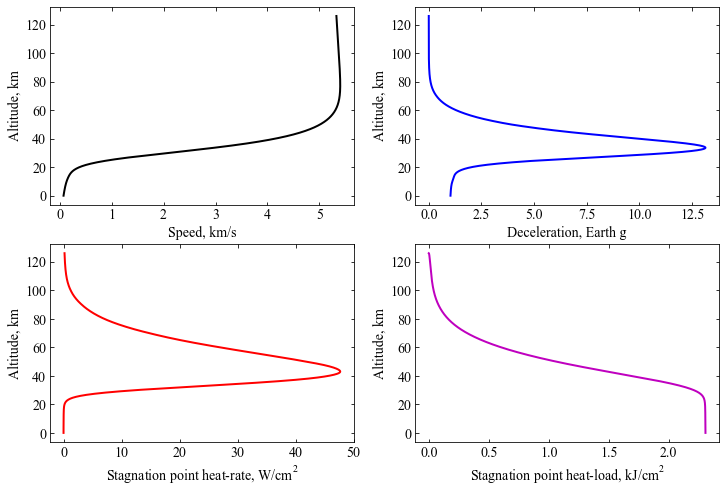 120
100
80
60
40
20
0
Altitude, km
0 1 2 3 4 5
Speed, km/s
120
100
80
60
40
20
0
Altitude, km
0.0 2.5 5.0 7.5 10.0 12.5
Deceleration, Earth g
120
100
80
60
40
20
0
Altitude, km
0 10 20 30 40 50
Stagnation point heat-rate, W/cm²
120
100
80
60
40
20
0
Altitude, km
0.0 0.5 1.0 1.5 2.0
Stagnation point heat-load, kJ/cm²